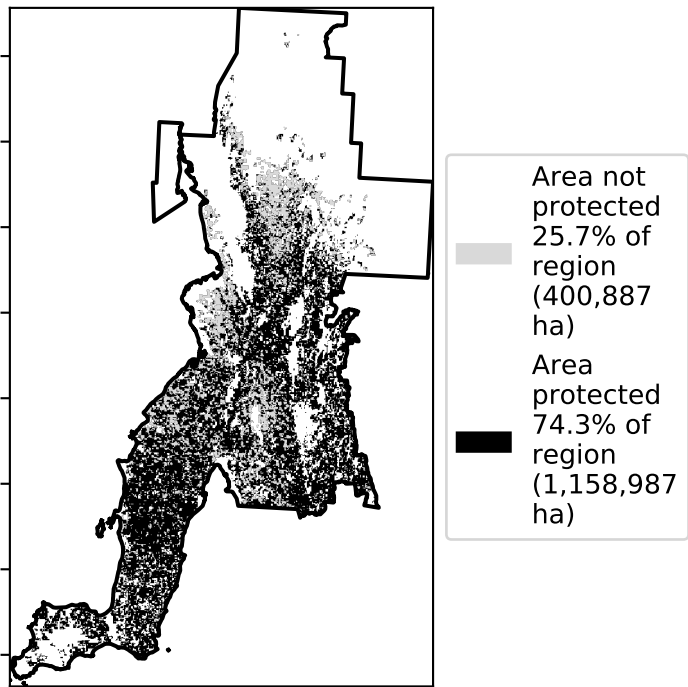 Area not
protected
25.7% of
region
(400,887
ha)
Area
protected
74.3% of
region
(1,158,987
ha)